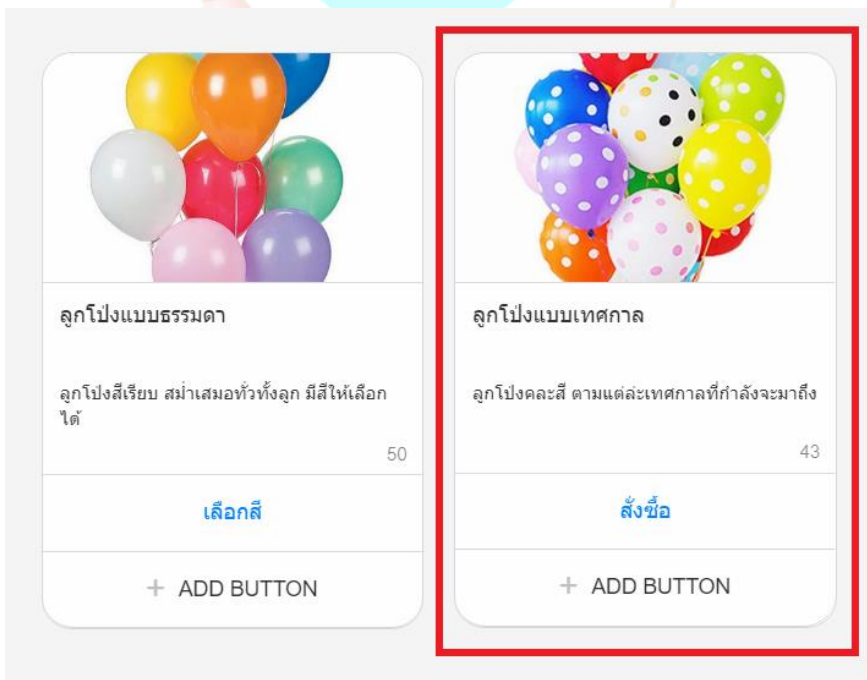 ลูกโป่งแบบธรรมดา
ลูกโป่งสีเรียบ สม่ำเสมอทั่วทั้งลูก มีสีให้เลือก
ได้
50
เลือกสี
+ ADD BUTTON
ลูกโป่งแบบเทศกาล
ลูกโป่งคละสี ตามแต่ล่ะเทศกาลที่กำลังจะมาถึง
43
สั่งซื้อ
+ ADD BUTTON